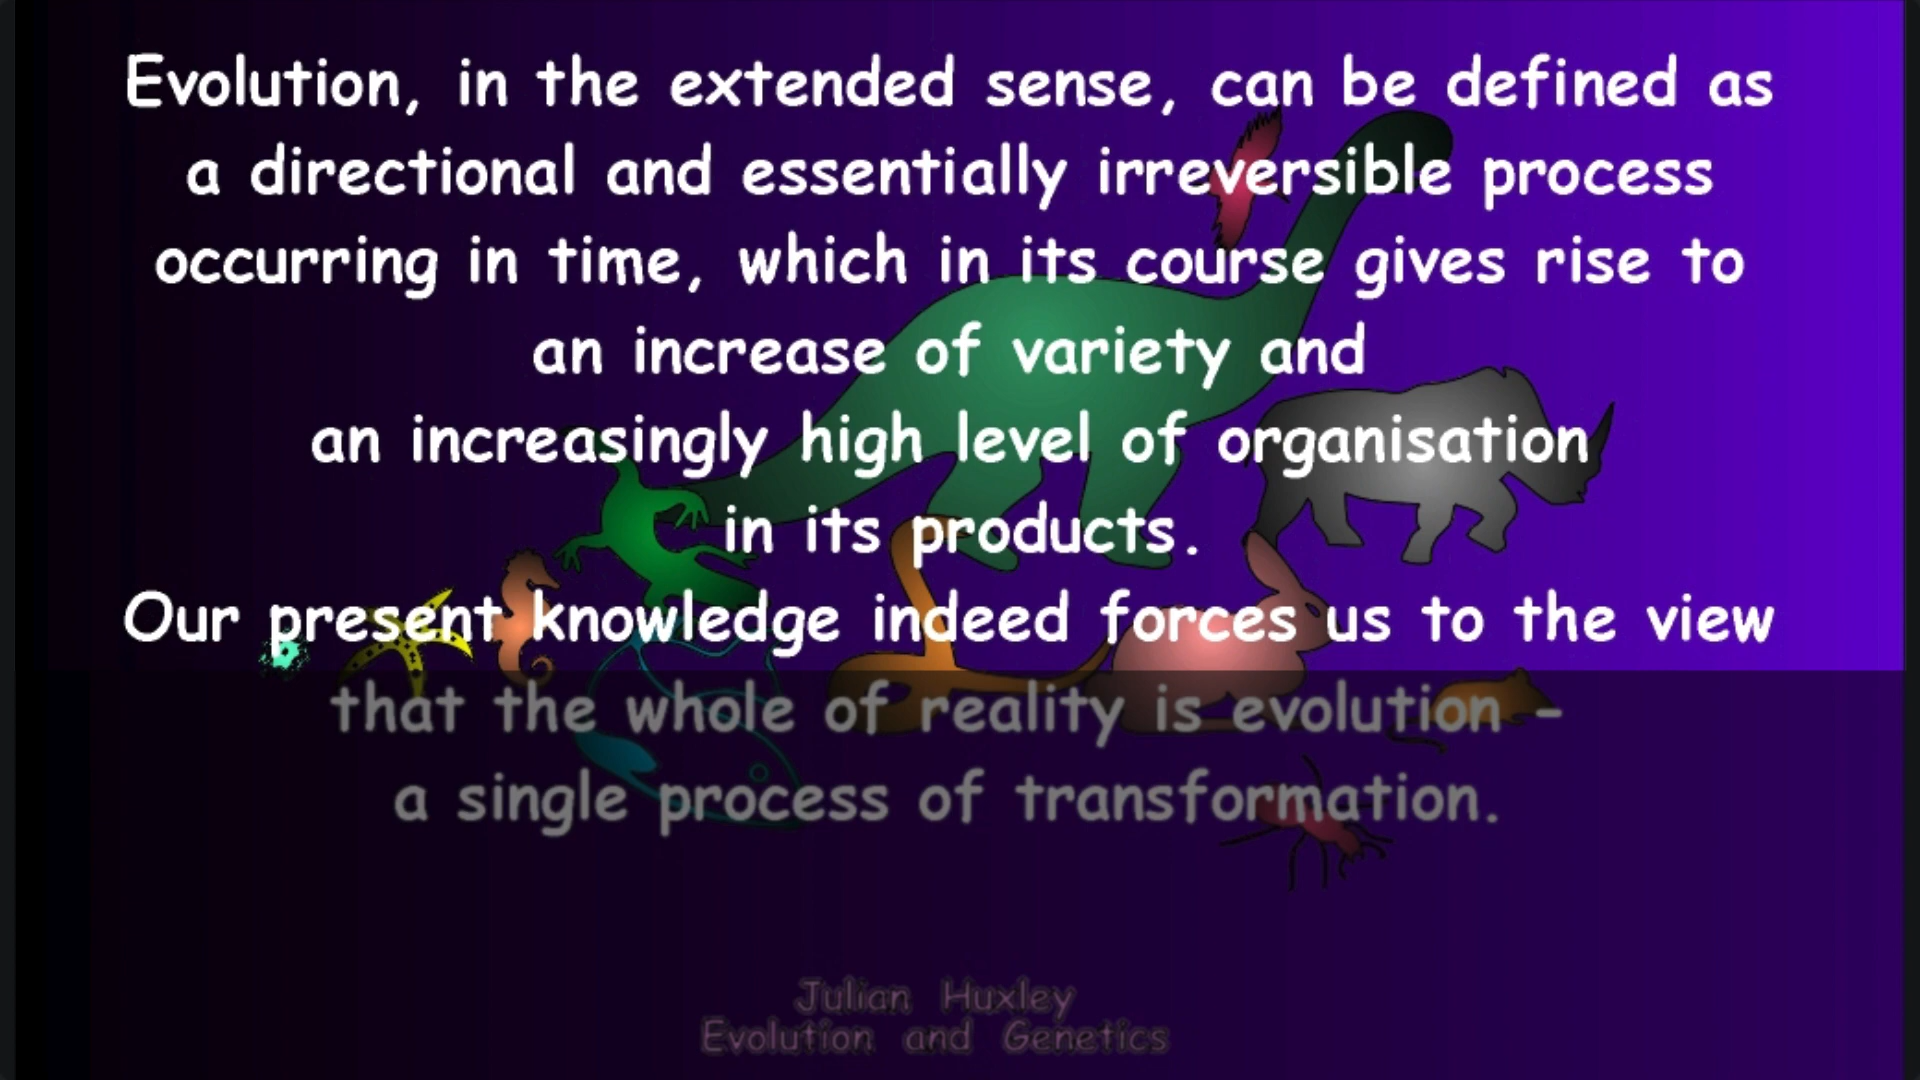 Evolution, in the extended sense, can be defined as
a directional and essentially irreversible process
occurring in time, which in its course gives rise to
an increase of variety and
an increasingly high level of organisation
in its products.
Our present knowledge indeed forces us to the view
that the whole of reality is evolution –
a single process of transformation.
Julian Huxley
Evolution and Genetics